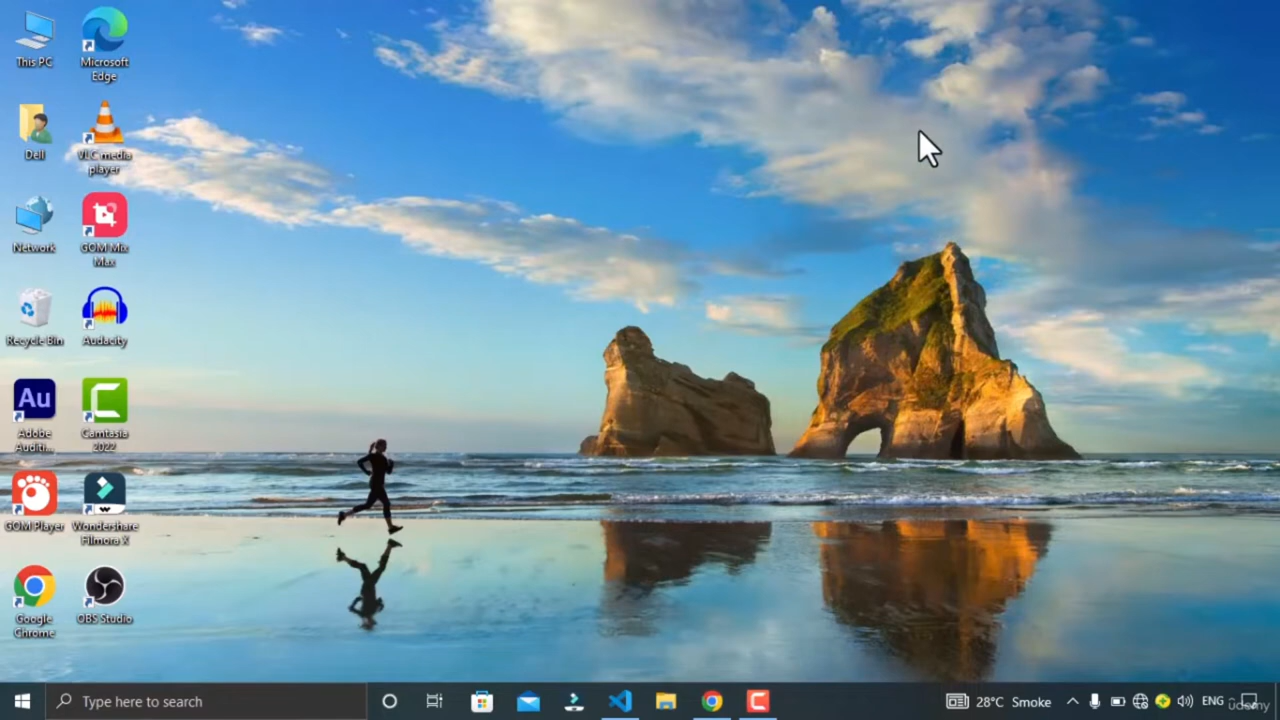 This PC
Microsoft
Edge
Dell
VLC media
player
Network
GOM Mix
Max
Recycle Bin
Audacity
Au
Adobe
Auditi...
Camtasia
2022
GOM Player
Wondershare
Filmora X
Google
Chrome
OBS Studio
Type here to search
28°C Smoke
ENG
udemy